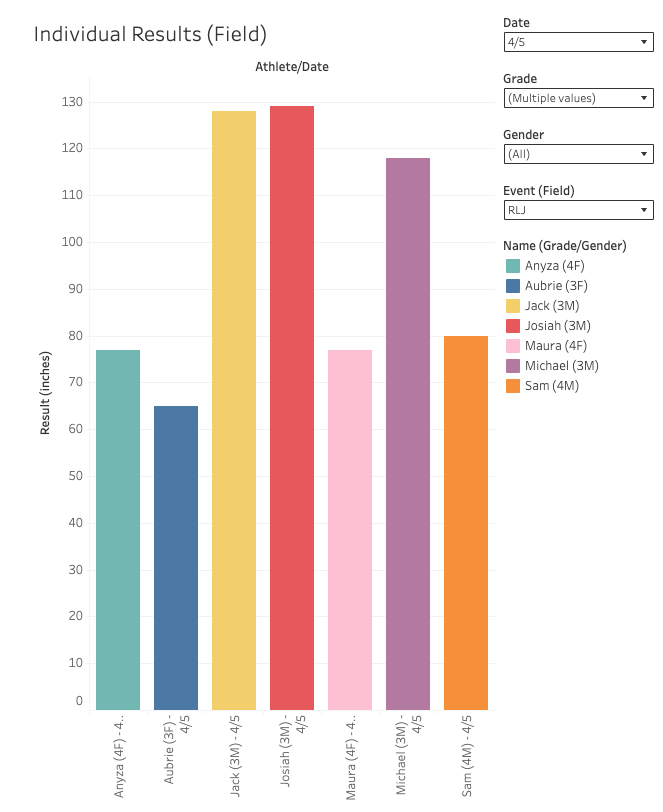 Individual Results (Field)
Athlete/Date
130
120
110
100
90
80
70
60
50
40
30
20
10
0
Result (inches)
Anyza (4F) - 4..
Aubrie (3F) -
4/5
Jack (3M) - 4/5
Josiah (3M) -
4/5
Maura (4F) - 4..
Michael (3M) -
4/5
Sam (4M) - 4/5
Date
4/5
Grade
(Multiple values)
Gender
(All)
Event (Field)
RLJ
Name (Grade/Gender)
Anyza (4F)
Aubrie (3F)
Jack (3M)
Josiah (3M)
Maura (4F)
Michael (3M)
Sam (4M)